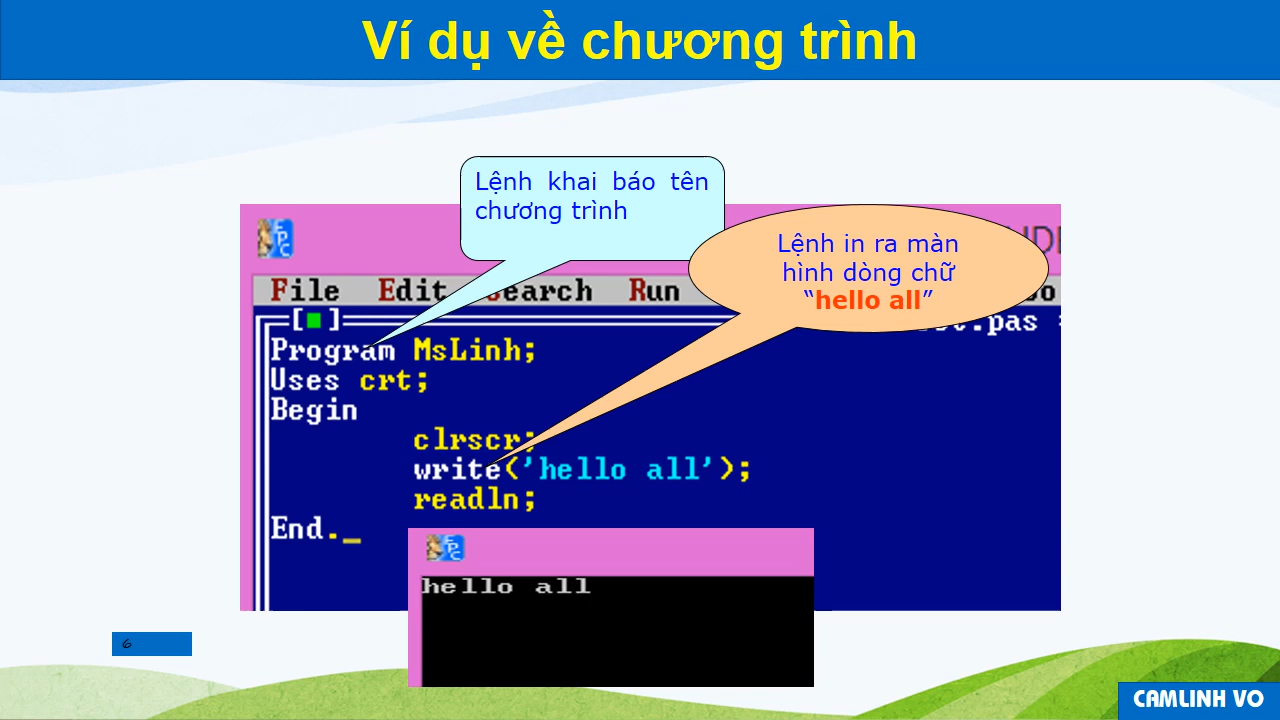 Ví dụ về chương trình
Lệnh khai báo tên
chương trình
Lệnh in ra màn
hình dòng chữ
“hello all”
File Edit Search Run
[■]
.pas
Program MsLinh;
Uses crt;
Begin
clrscr;
write('hello all');
readln;
End._
hello all
6
CAMLINH VO